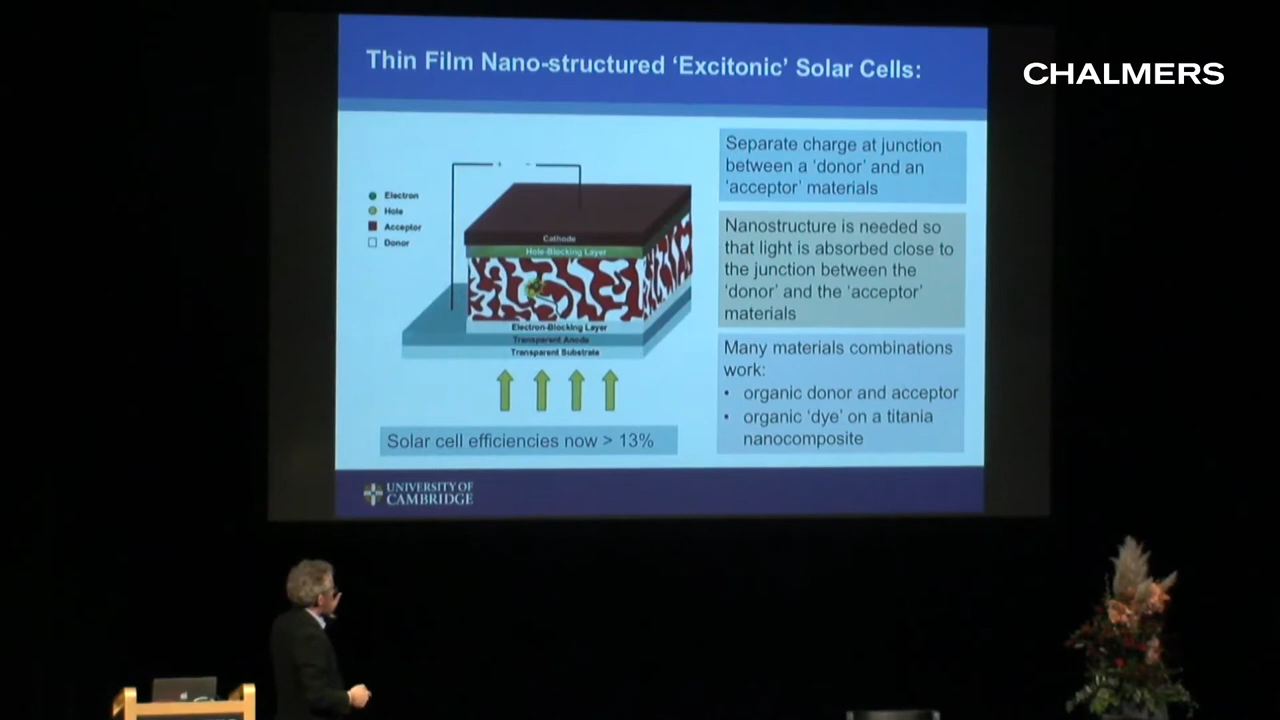 Thin Film Nano-structured ‘Excitonic’ Solar Cells:
CHALMERS
+ -
Electron
Hole
Acceptor
Donor
Cathode
Hole-Blocking Layer
Electron-Blocking Layer
Transparent Anode
Transparent Substrate
Solar cell efficiencies now > 13%
Separate charge at junction
between a ‘donor’ and an
‘acceptor’ materials
Nanostructure is needed so
that light is absorbed close to
the junction between the
‘donor’ and the ‘acceptor’
materials
Many materials combinations
work:
• organic donor and acceptor
• organic ‘dye’ on a titania
nanocomposite
UNIVERSITY OF
CAMBRIDGE